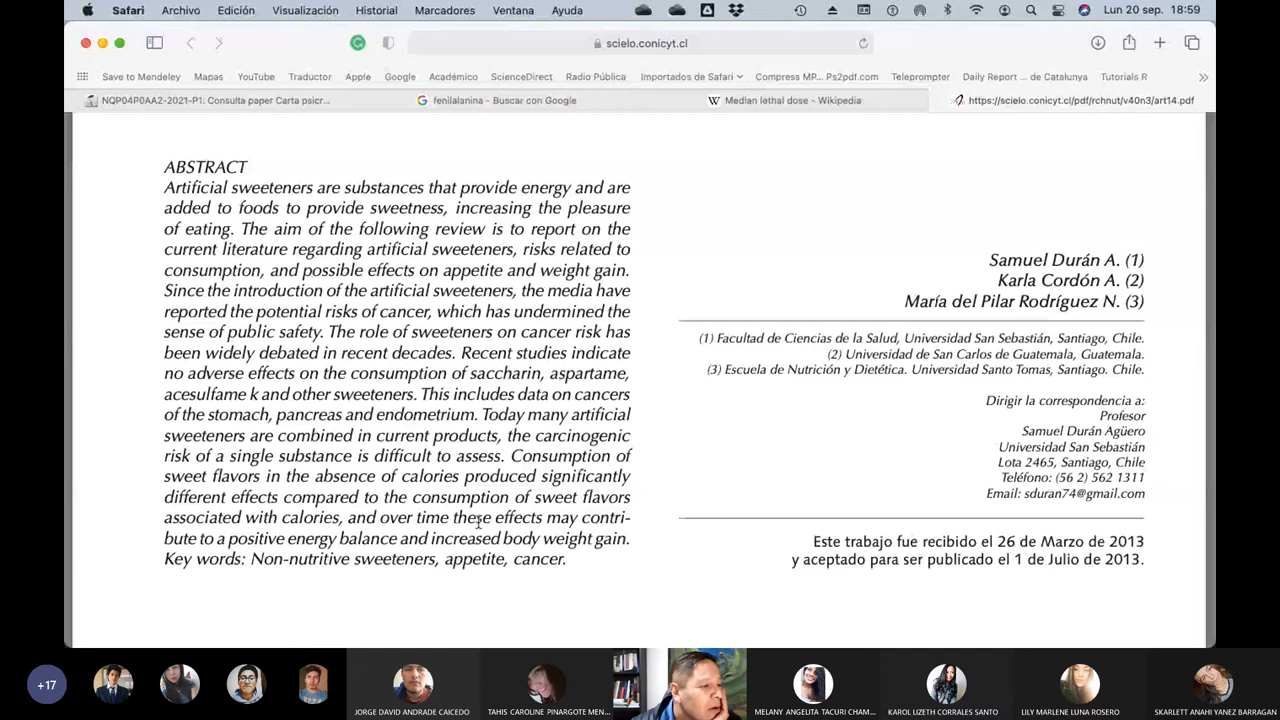 Safari Archivo Edición Visualización Historial Marcadores Ventana Ayuda Lun 20 sep. 18:59
scielo.conicyt.cl
Save to Mendeley Mapas YouTube Traductor Apple Google Académico ScienceDirect Radio Pública Importados de Safari Compress MP... Ps2pdf.com Teleprompter Daily Report ... de Catalunya Tutorials R
NQP04P0AA2-2021-P1: Consulta paper Carta psicr... fenilalanina - Buscar con Google Median lethal dose - Wikipedia https://scielo.conicyt.cl/pdf/rchnut/v40n3/art14.pdf
ABSTRACT
Artificial sweeteners are substances that provide energy and are
added to foods to provide sweetness, increasing the pleasure
of eating. The aim of the following review is to report on the
current literature regarding artificial sweeteners, risks related to
consumption, and possible effects on appetite and weight gain.
Since the introduction of the artificial sweeteners, the media have
reported the potential risks of cancer, which has undermined the
sense of public safety. The role of sweeteners on cancer risk has
been widely debated in recent decades. Recent studies indicate
no adverse effects on the consumption of saccharin, aspartame,
acesulfame k and other sweeteners. This includes data on cancers
of the stomach, pancreas and endometrium. Today many artificial
sweeteners are combined in current products, the carcinogenic
risk of a single substance is difficult to assess. Consumption of
sweet flavors in the absence of calories produced significantly
different effects compared to the consumption of sweet flavors
associated with calories, and over time these effects may contri-
bute to a positive energy balance and increased body weight gain.
Key words: Non-nutritive sweeteners, appetite, cancer.
Samuel Durán A. (1)
Karla Cordón A. (2)
María del Pilar Rodríguez N. (3)
(1) Facultad de Ciencias de la Salud, Universidad San Sebastián, Santiago, Chile.
(2) Universidad de San Carlos de Guatemala, Guatemala.
(3) Escuela de Nutrición y Dietética. Universidad Santo Tomas, Santiago. Chile.
Dirigir la correspondencia a:
Profesor
Samuel Durán Agüero
Universidad San Sebastián
Lota 2465, Santiago, Chile
Teléfono: (56 2) 562 1311
Email: sduran74@gmail.com
Este trabajo fue recibido el 26 de Marzo de 2013
y aceptado para ser publicado el 1 de Julio de 2013.
+17
JORGE DAVID ANDRADE CAICEDO TAHIS CAROLINE PINARGOTE MEN... MELANY ANGELITA TACURI CHAM... KAROL LIZETH CORRALES SANTO LILY MARLENE LUNA ROSERO SKARLETT ANAHI YANEZ BARRAGAN